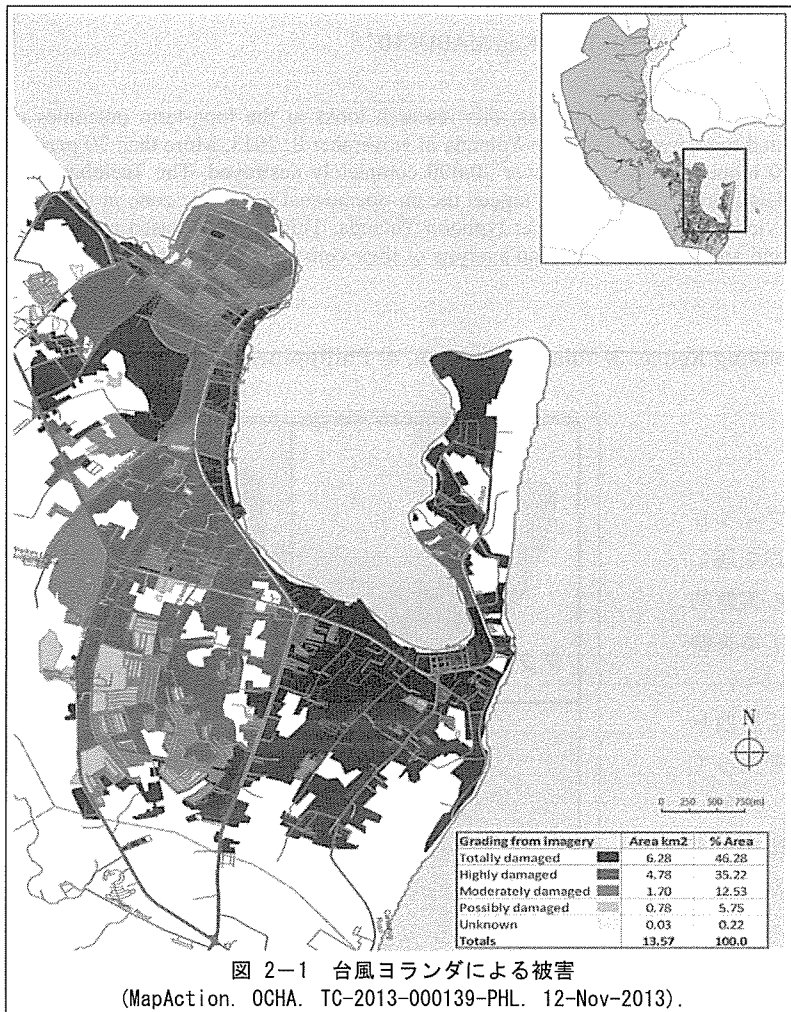 N
0 250 500 750(m)
Grading from imagery Area km2 % Area
Totally damaged 6.28 46.28
Highly damaged 4.78 35.22
Moderately damaged 1.70 12.53
Possibly damaged 0.78 5.75
Unknown 0.03 0.22
Totals 13.57 100.0
図 2－1 台風ヨランダによる被害
(MapAction. OCHA. TC-2013-000139-PHL. 12-Nov-2013).